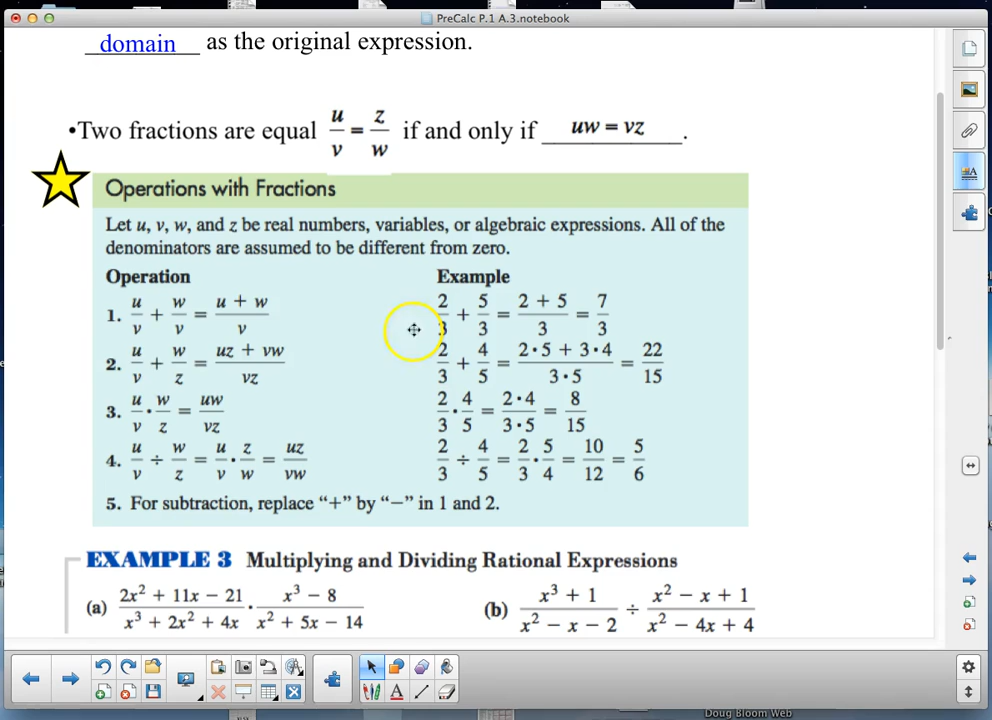 PreCalc P.1 A.3.notebook
domain as the original expression.
•Two fractions are equal u/v = z/w if and only if uw = vz.
Operations with Fractions
Let u, v, w, and z be real numbers, variables, or algebraic expressions. All of the
denominators are assumed to be different from zero.
Operation Example
1. u/v + w/v = (u + w)/v 2/3 + 5/3 = (2 + 5)/3 = 7/3
2. u/v + w/z = (uz + vw)/(vz) 2/3 + 4/5 = (2·5 + 3·4)/(3·5) = 22/15
3. u/v · w/z = (uw)/(vz) 2/3 · 4/5 = (2·4)/(3·5) = 8/15
4. u/v ÷ w/z = u/v · z/w = (uz)/(vw) 2/3 ÷ 4/5 = 2/3 · 5/4 = 10/12 = 5/6
5. For subtraction, replace “+” by “−” in 1 and 2.
EXAMPLE 3 Multiplying and Dividing Rational Expressions
(a) (2x² + 11x − 21)/(x³ + 2x² + 4x) · (x³ − 8)/(x² + 5x − 14) (b) (x³ + 1)/(x² − x − 2) ÷ (x² − x + 1)/(x² − 4x + 4)
Doug Bloom Web